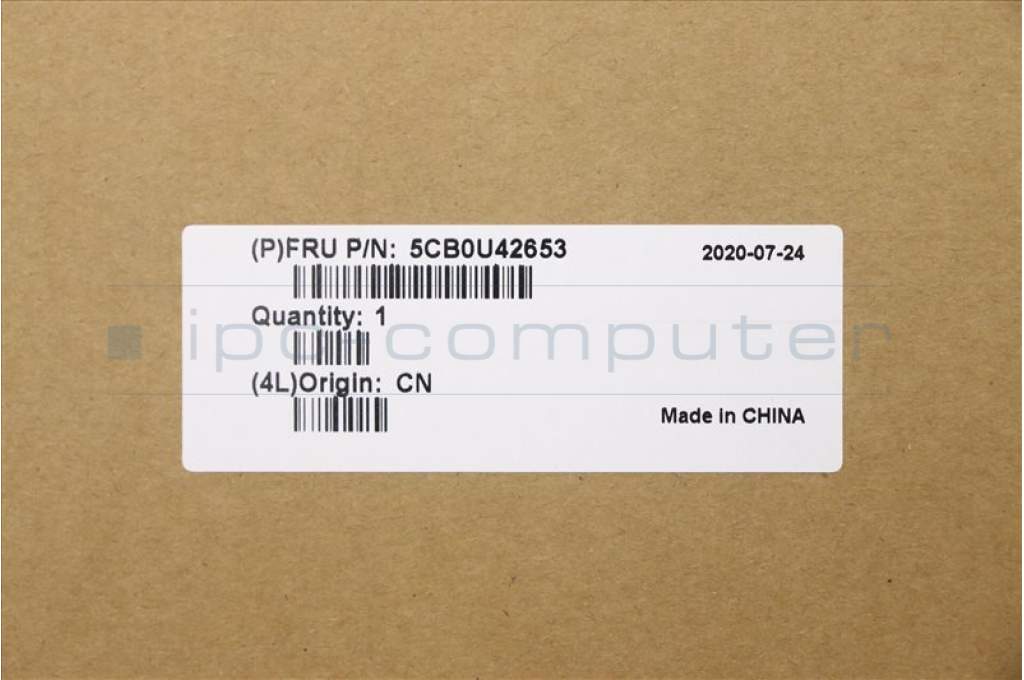 (P)FRU P/N: 5CB0U42653
2020-07-24
Quantity: 1
ipc-computer
(4L)Origin: CN
Made in CHINA